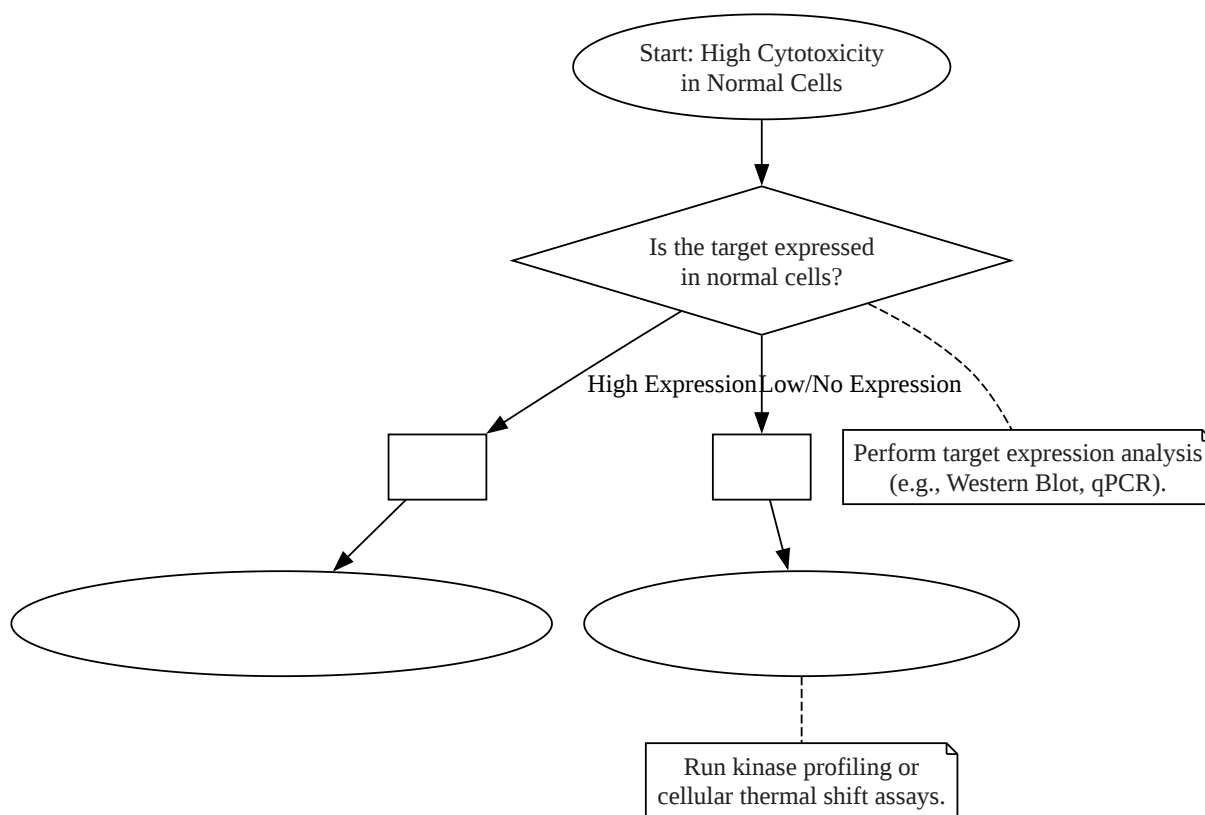 Start: High Cytotoxicity
in Normal Cells
Is the target expressed
in normal cells?
High Expression
Low/No Expression
Perform target expression analysis
(e.g., Western Blot, qPCR).
Run kinase profiling or
cellular thermal shift assays.